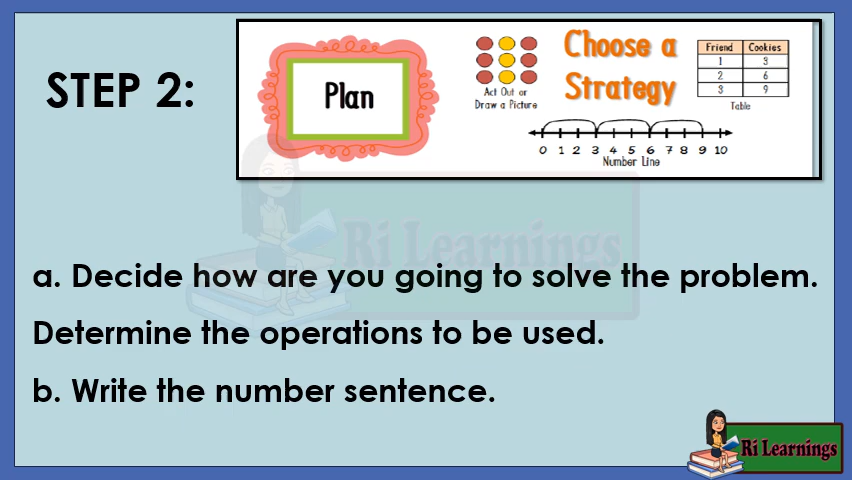 STEP 2:
Plan
Act Out or
Draw a Picture
Choose a
Strategy
Friend Cookies
1 3
2 6
3 9
Table
0 1 2 3 4 5 6 7 8 9 10
Number Line
Ri Learnings
a. Decide how are you going to solve the problem.
Determine the operations to be used.
b. Write the number sentence.
Ri Learnings